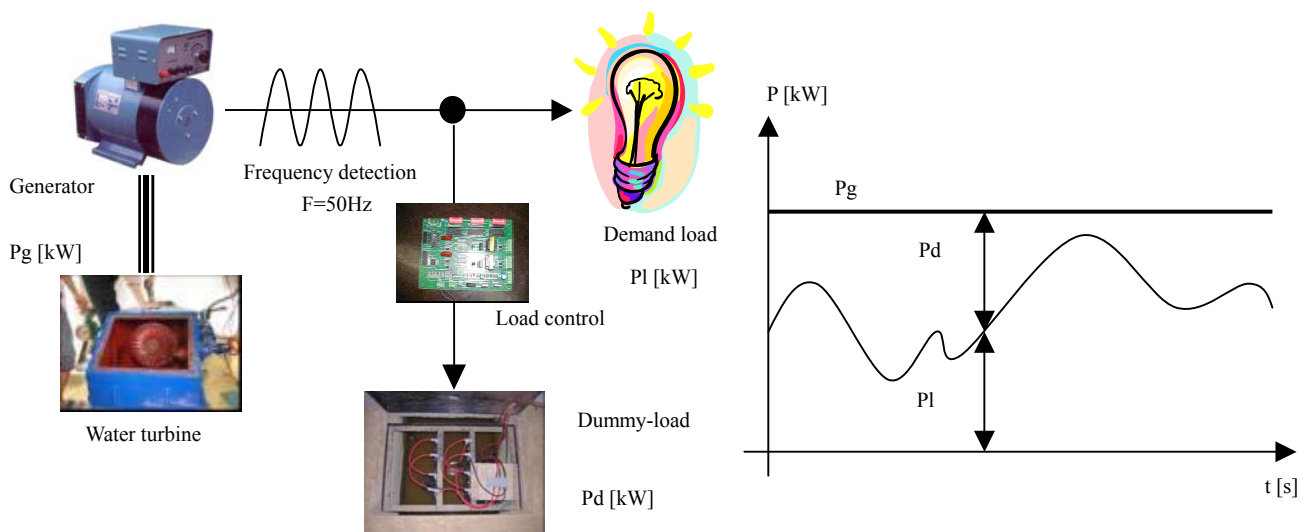 Generator
Pg [kW]
Water turbine
Frequency detection
F=50Hz
Load control
Demand load
Pl [kW]
Dummy-load
Pd [kW]
P [kW]
Pg
Pd
Pl
t [s]